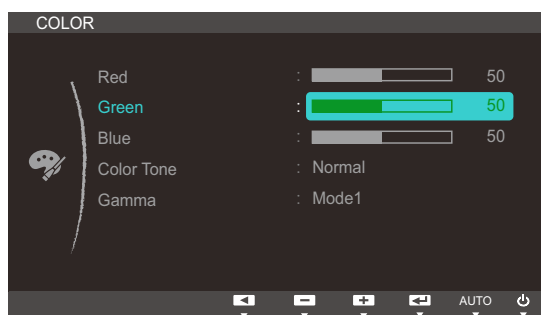 COLOR
Red : 50
Green : 50
Blue : 50
Color Tone : Normal
Gamma : Mode1
AUTO